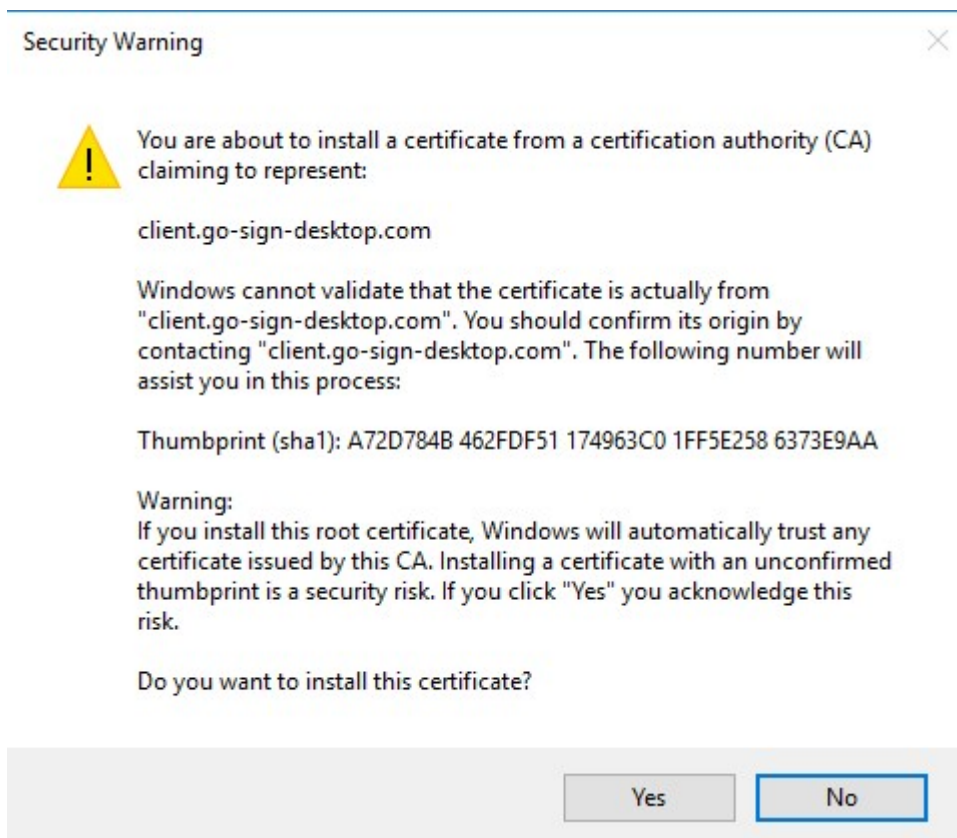 Security Warning
You are about to install a certificate from a certification authority (CA)
claiming to represent:
client.go-sign-desktop.com
Windows cannot validate that the certificate is actually from
"client.go-sign-desktop.com". You should confirm its origin by
contacting "client.go-sign-desktop.com". The following number will
assist you in this process:
Thumbprint (sha1): A72D784B 462FDF51 174963C0 1FF5E258 6373E9AA
Warning:
If you install this root certificate, Windows will automatically trust any
certificate issued by this CA. Installing a certificate with an unconfirmed
thumbprint is a security risk. If you click "Yes" you acknowledge this
risk.
Do you want to install this certificate?
Yes No